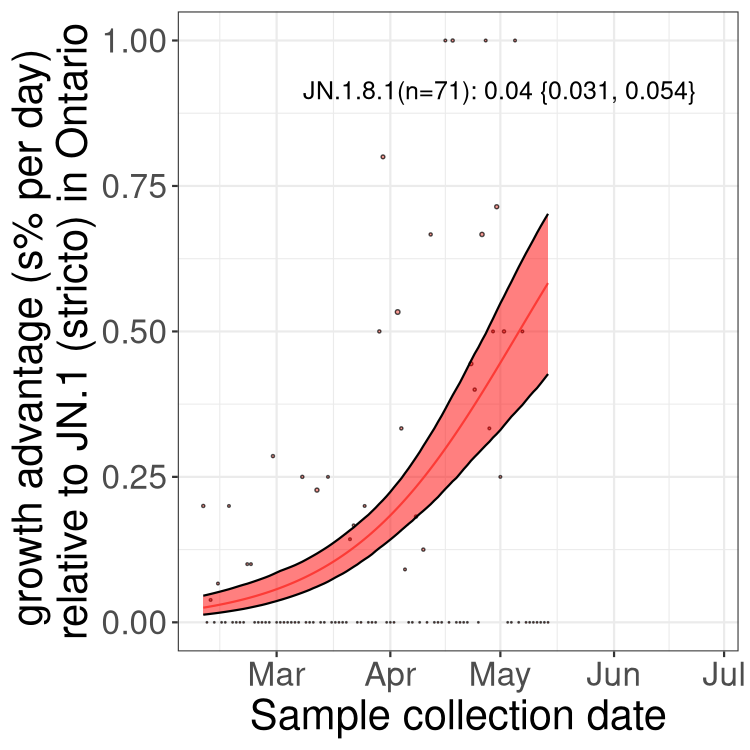 growth advantage (s% per day)
relative to JN.1 (stricto) in Ontario
1.00
0.75
0.50
0.25
0.00
JN.1.8.1(n=71): 0.04 {0.031, 0.054}
Mar Apr May Jun Jul
Sample collection date